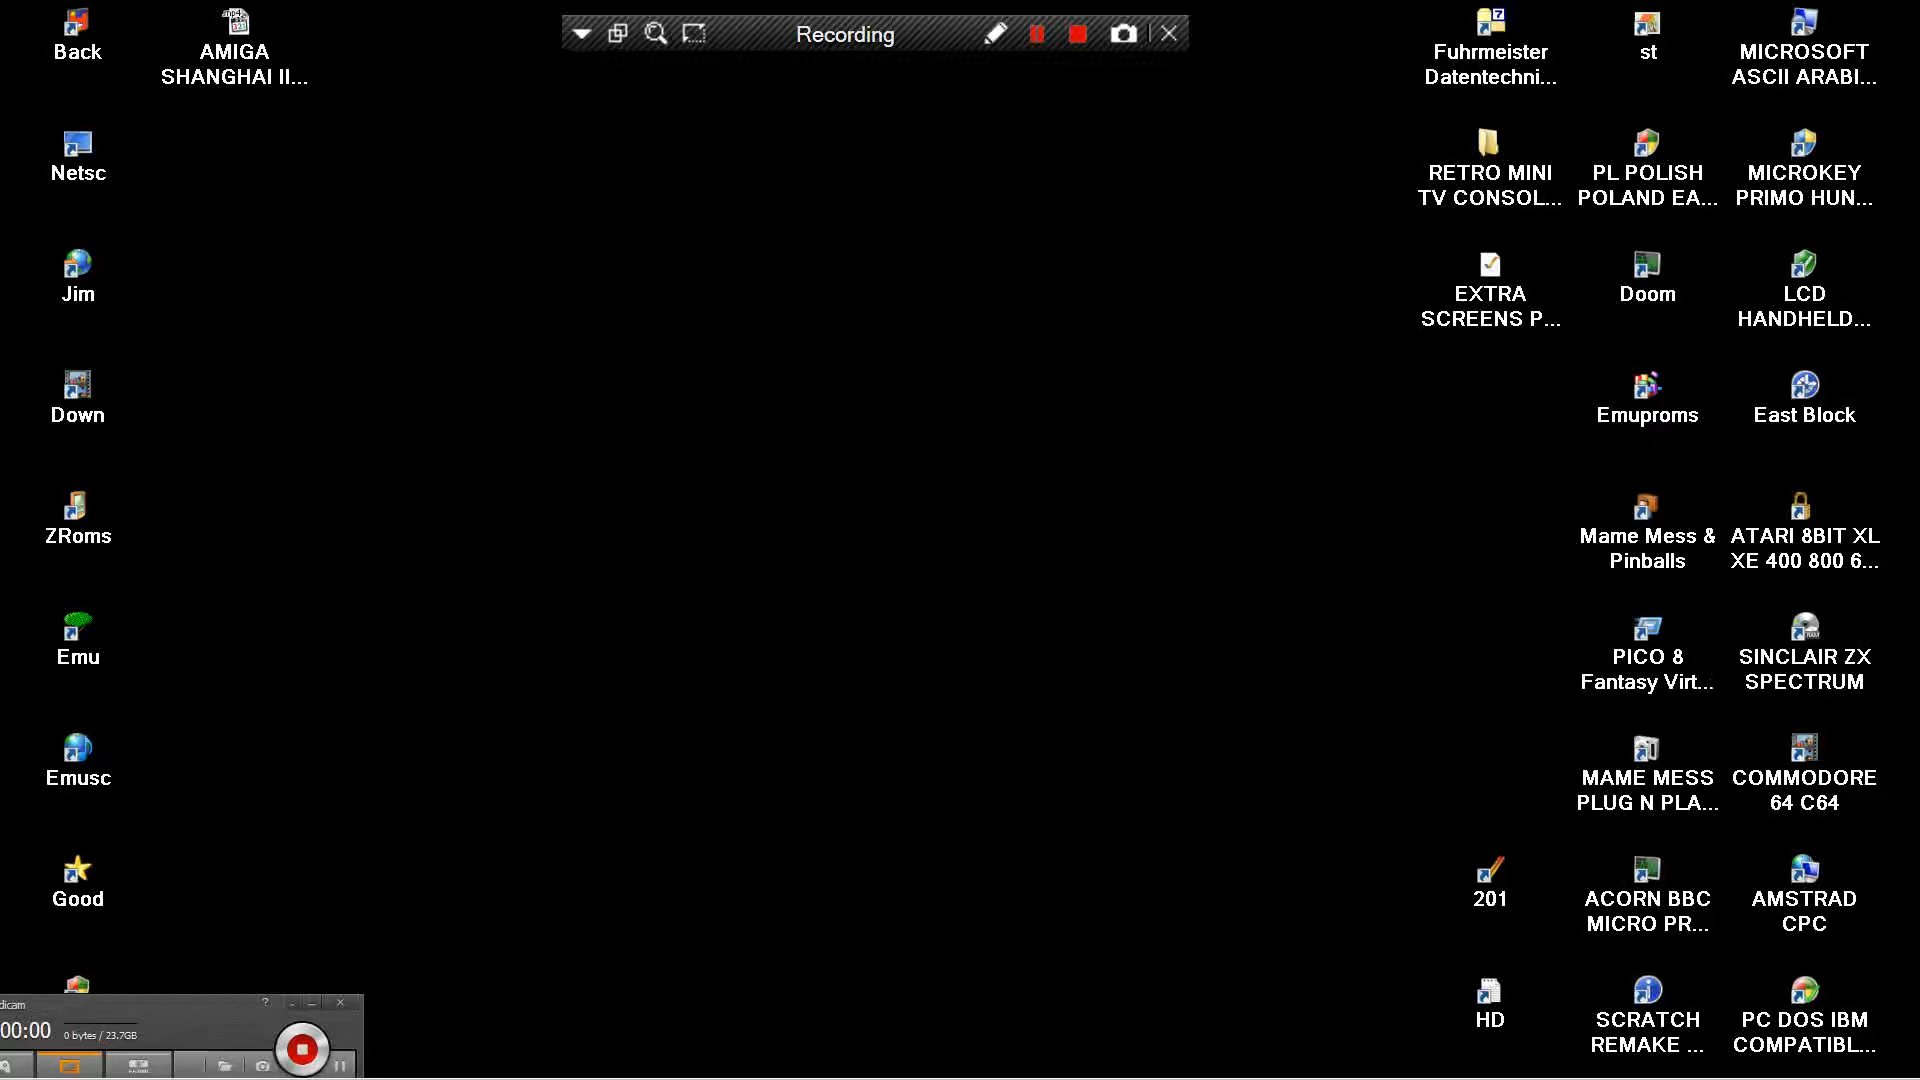 Back
AMIGA
SHANGHAI II...
Recording
Fuhrmeister
Datentechni...
st
MICROSOFT
ASCII ARABI...
Netsc
RETRO MINI
TV CONSOL...
PL POLISH
POLAND EA...
MICROKEY
PRIMO HUN...
Jim
EXTRA
SCREENS P...
Doom
LCD
HANDHELD...
Down
Emuproms
East Block
ZRoms
Mame Mess &
Pinballs
ATARI 8BIT XL
XE 400 800 6...
Emu
PICO 8
Fantasy Virt...
SINCLAIR ZX
SPECTRUM
Emusc
MAME MESS
PLUG N PLA...
COMMODORE
64 C64
Good
201
ACORN BBC
MICRO PR...
AMSTRAD
CPC
HD
SCRATCH
REMAKE ...
PC DOS IBM
COMPATIBL...
dicam
00:00
0 bytes / 23.7GB